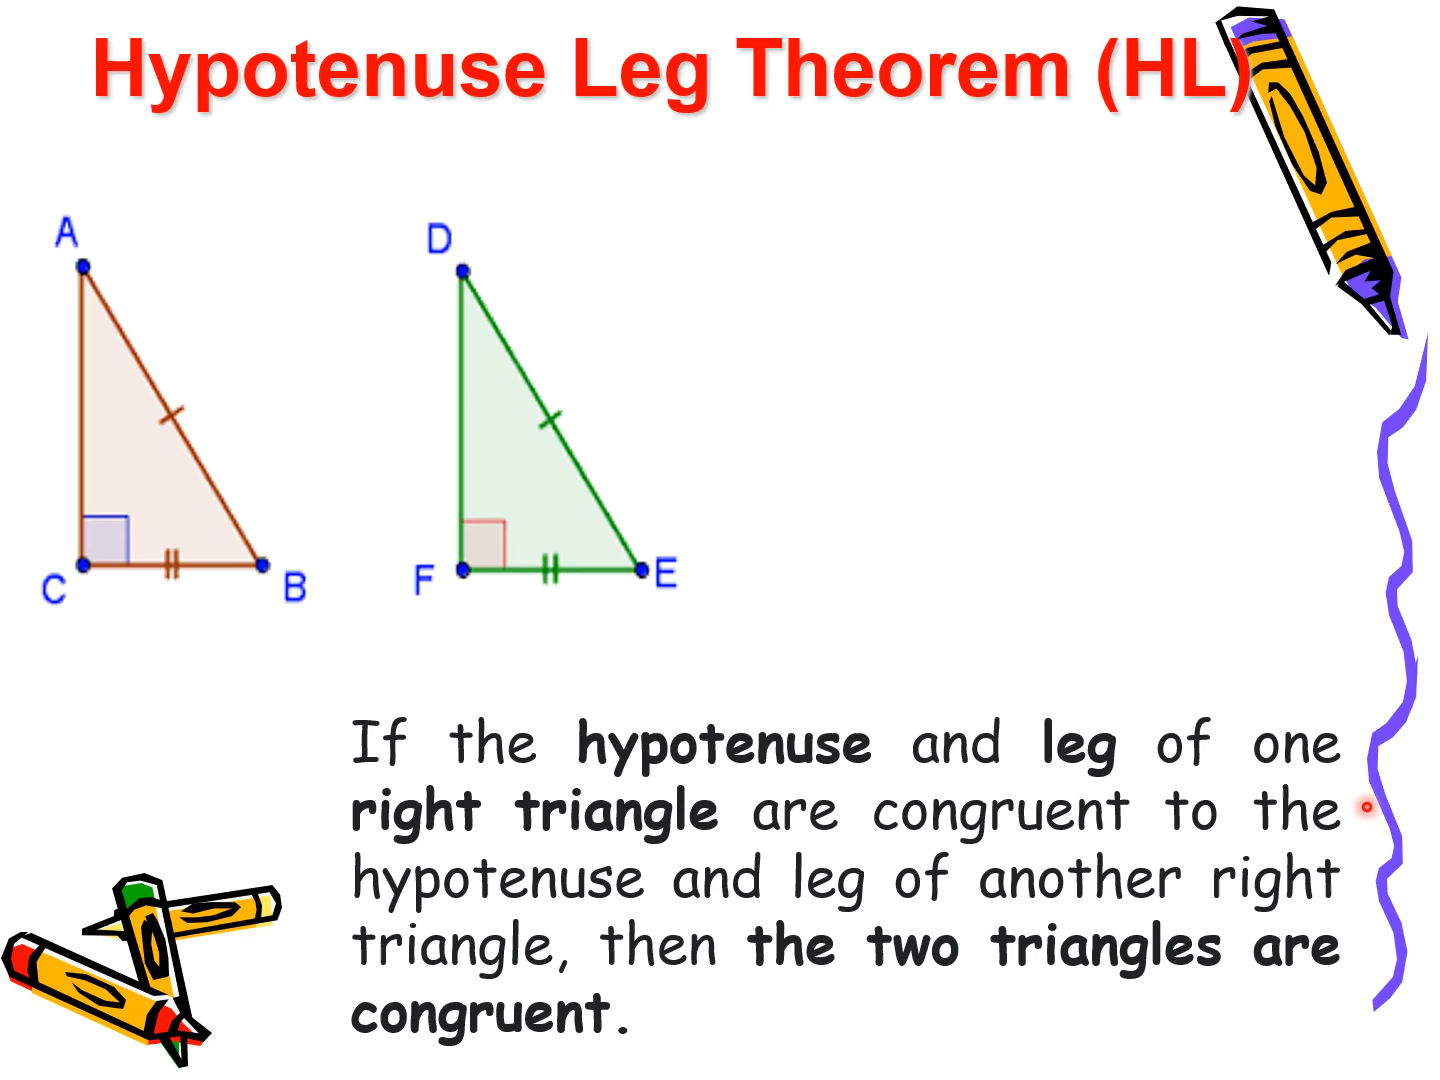 Hypotenuse Leg Theorem (HL)
A
D
C
B
F
E
If the hypotenuse and leg of one
right triangle are congruent to the
hypotenuse and leg of another right
triangle, then the two triangles are
congruent.